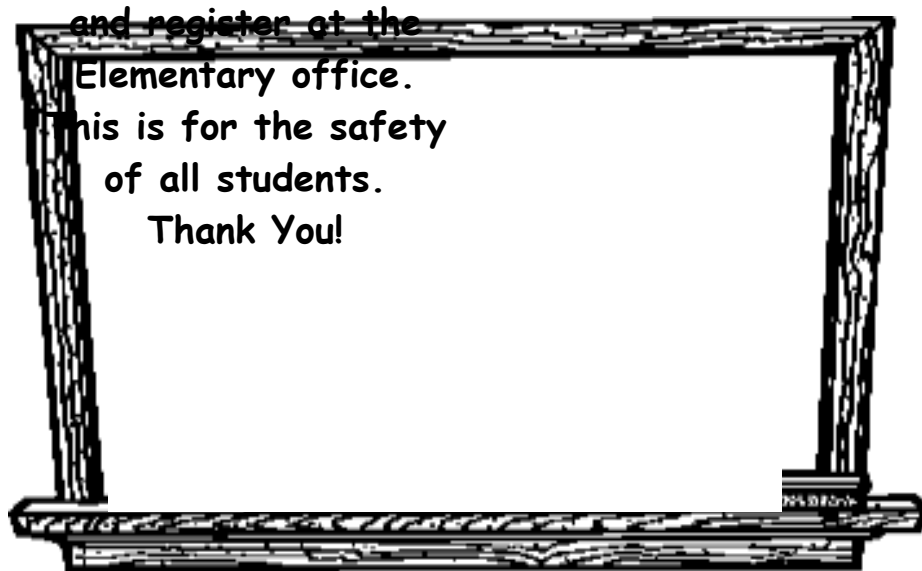 and register at the
Elementary office.
This is for the safety
of all students.
Thank You!